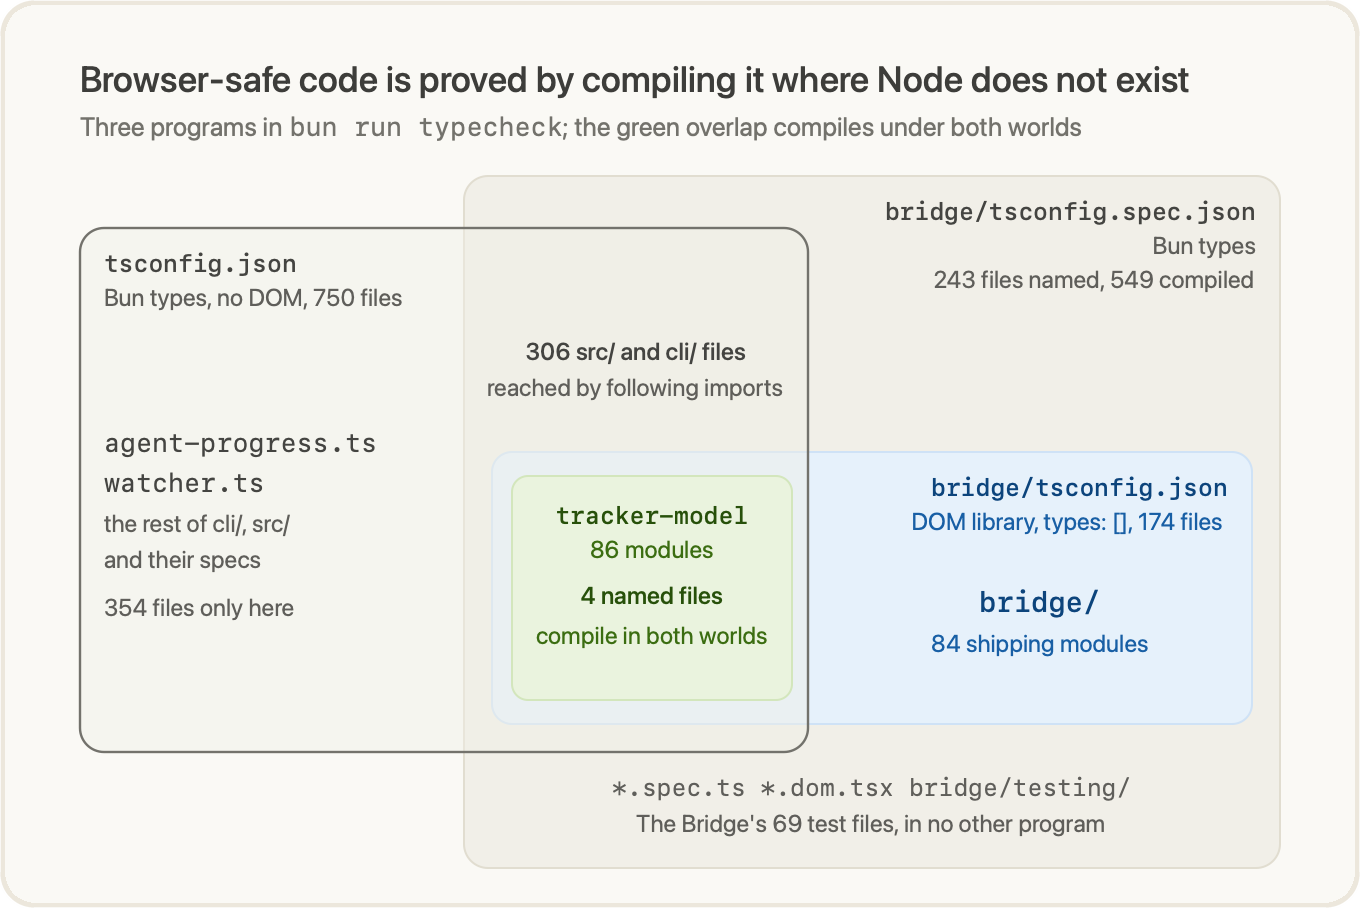 Browser-safe code is proved by compiling it where Node does not exist
Three programs in bun run typecheck; the green overlap compiles under both worlds
bridge/tsconfig.spec.json
Bun types
243 files named, 549 compiled
tsconfig.json
Bun types, no DOM, 750 files
306 src/ and cli/ files
reached by following imports
agent-progress.ts
watcher.ts
the rest of cli/, src/
and their specs
354 files only here
tracker-model
86 modules
4 named files
compile in both worlds
bridge/tsconfig.json
DOM library, types: [], 174 files
bridge/
84 shipping modules
*.spec.ts *.dom.tsx bridge/testing/
The Bridge's 69 test files, in no other program